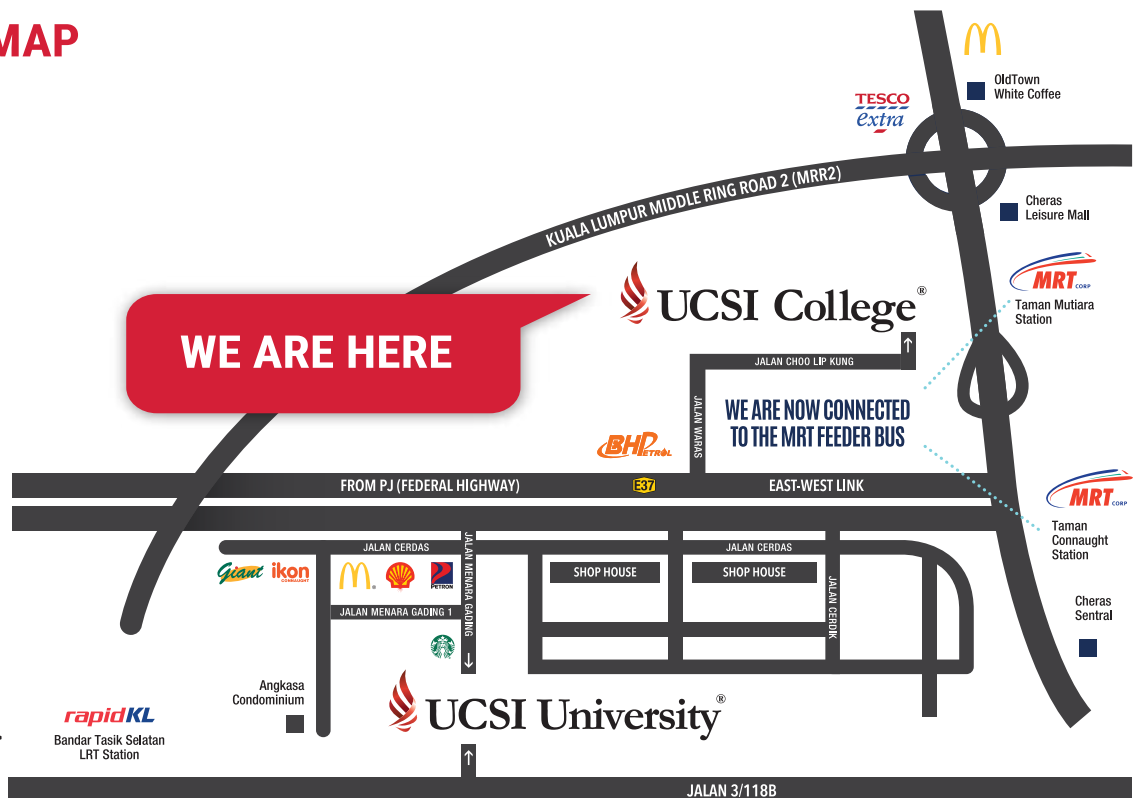 MAP
OldTown
White Coffee
TESCO
extra
KUALA LUMPUR MIDDLE RING ROAD 2 (MRR2)
Cheras
Leisure Mall
MRT CORP
Taman Mutiara
Station
UCSI College®
WE ARE HERE
JALAN CHOO LIP KUNG
JALAN WARAS
WE ARE NOW CONNECTED
TO THE MRT FEEDER BUS
BHPETROL
FROM PJ (FEDERAL HIGHWAY)
E37
EAST-WEST LINK
MRT CORP
Taman
Connaught
Station
JALAN CERDAS
JALAN MENARA GADING
JALAN CERDAS
Giant
ikon
CONNAUGHT
PETRON
SHOP HOUSE
SHOP HOUSE
JALAN CERDIK
JALAN MENARA GADING 1
Cheras
Sentral
Angkasa
Condominium
UCSI University®
rapidKL
Bandar Tasik Selatan
LRT Station
JALAN 3/118B